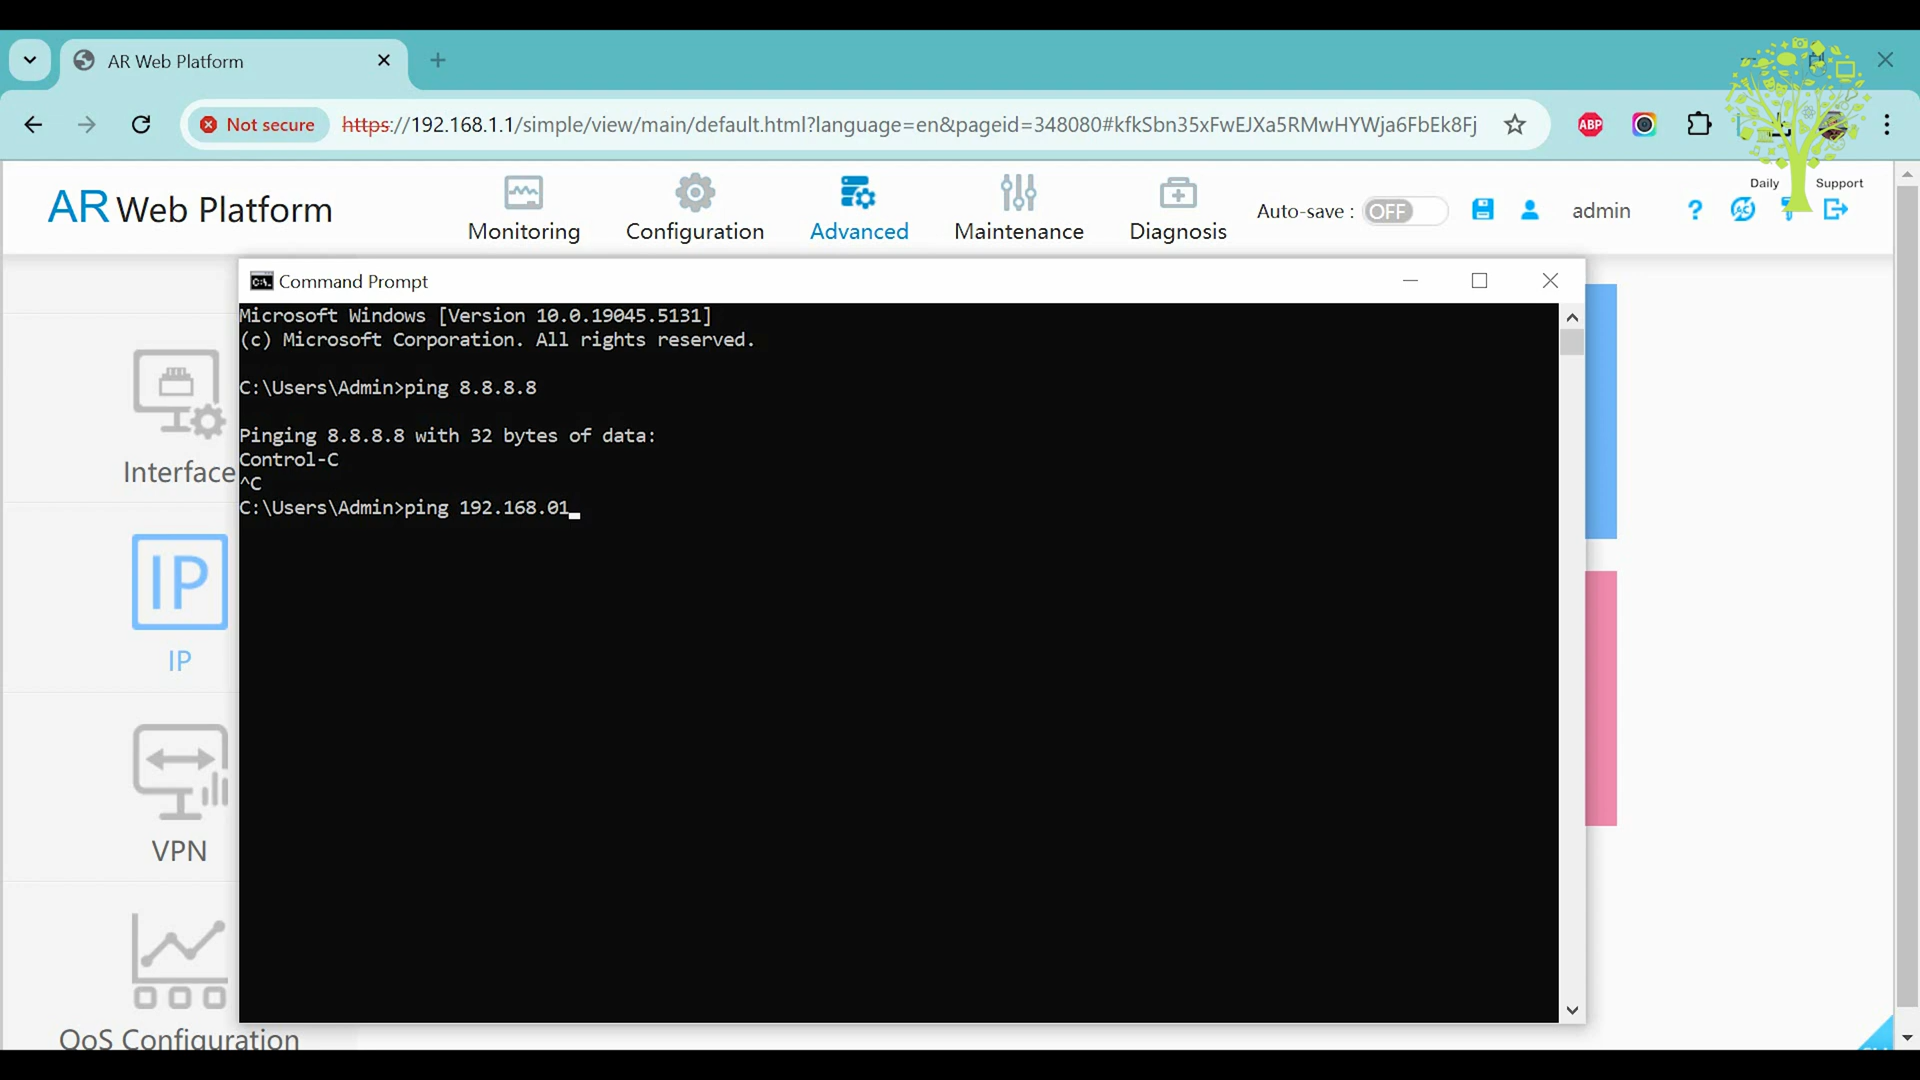 AR Web Platform
Not secure
https://192.168.1.1/simple/view/main/default.html?language=en&pageid=348080#kfkSbn35xFwEJXa5RMwHYWja6FbEk8Fj
ABP
Daily Support
AR Web Platform
Monitoring
Configuration
Advanced
Maintenance
Diagnosis
Auto-save : OFF
admin
?
Command Prompt
Microsoft Windows [Version 10.0.19045.5131]
(c) Microsoft Corporation. All rights reserved.
C:\Users\Admin>ping 8.8.8.8
Pinging 8.8.8.8 with 32 bytes of data:
Control-C
^C
C:\Users\Admin>ping 192.168.01
Interface
IP
IP
VPN
QoS Configuration